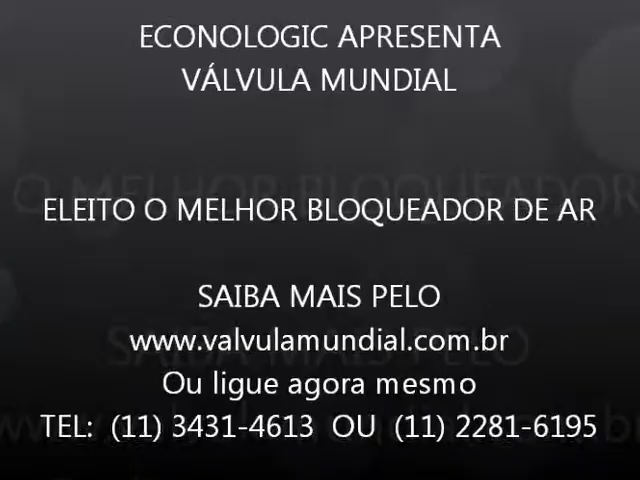 ECONOLOGIC APRESENTA
VÁLVULA MUNDIAL
ELEITO O MELHOR BLOQUEADOR DE AR
SAIBA MAIS PELO
www.valvulamundial.com.br
Ou ligue agora mesmo
TEL: (11) 3431-4613 OU (11) 2281-6195